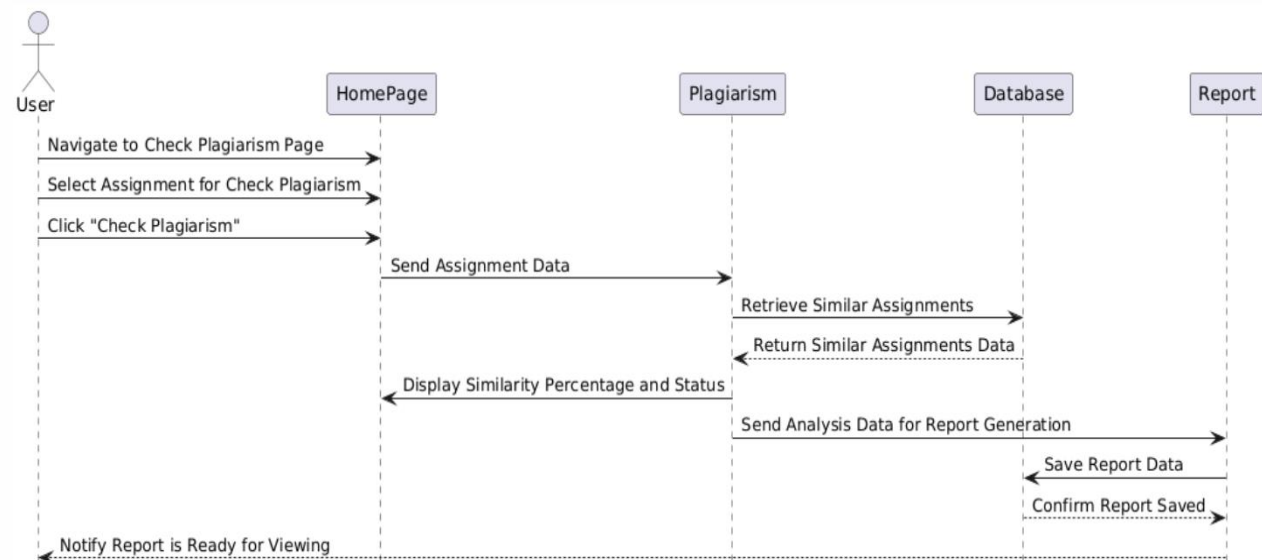 User
HomePage
Plagiarism
Database
Report
Navigate to Check Plagiarism Page
Select Assignment for Check Plagiarism
Click "Check Plagiarism"
Send Assignment Data
Retrieve Similar Assignments
Return Similar Assignments Data
Display Similarity Percentage and Status
Send Analysis Data for Report Generation
Save Report Data
Confirm Report Saved
Notify Report is Ready for Viewing